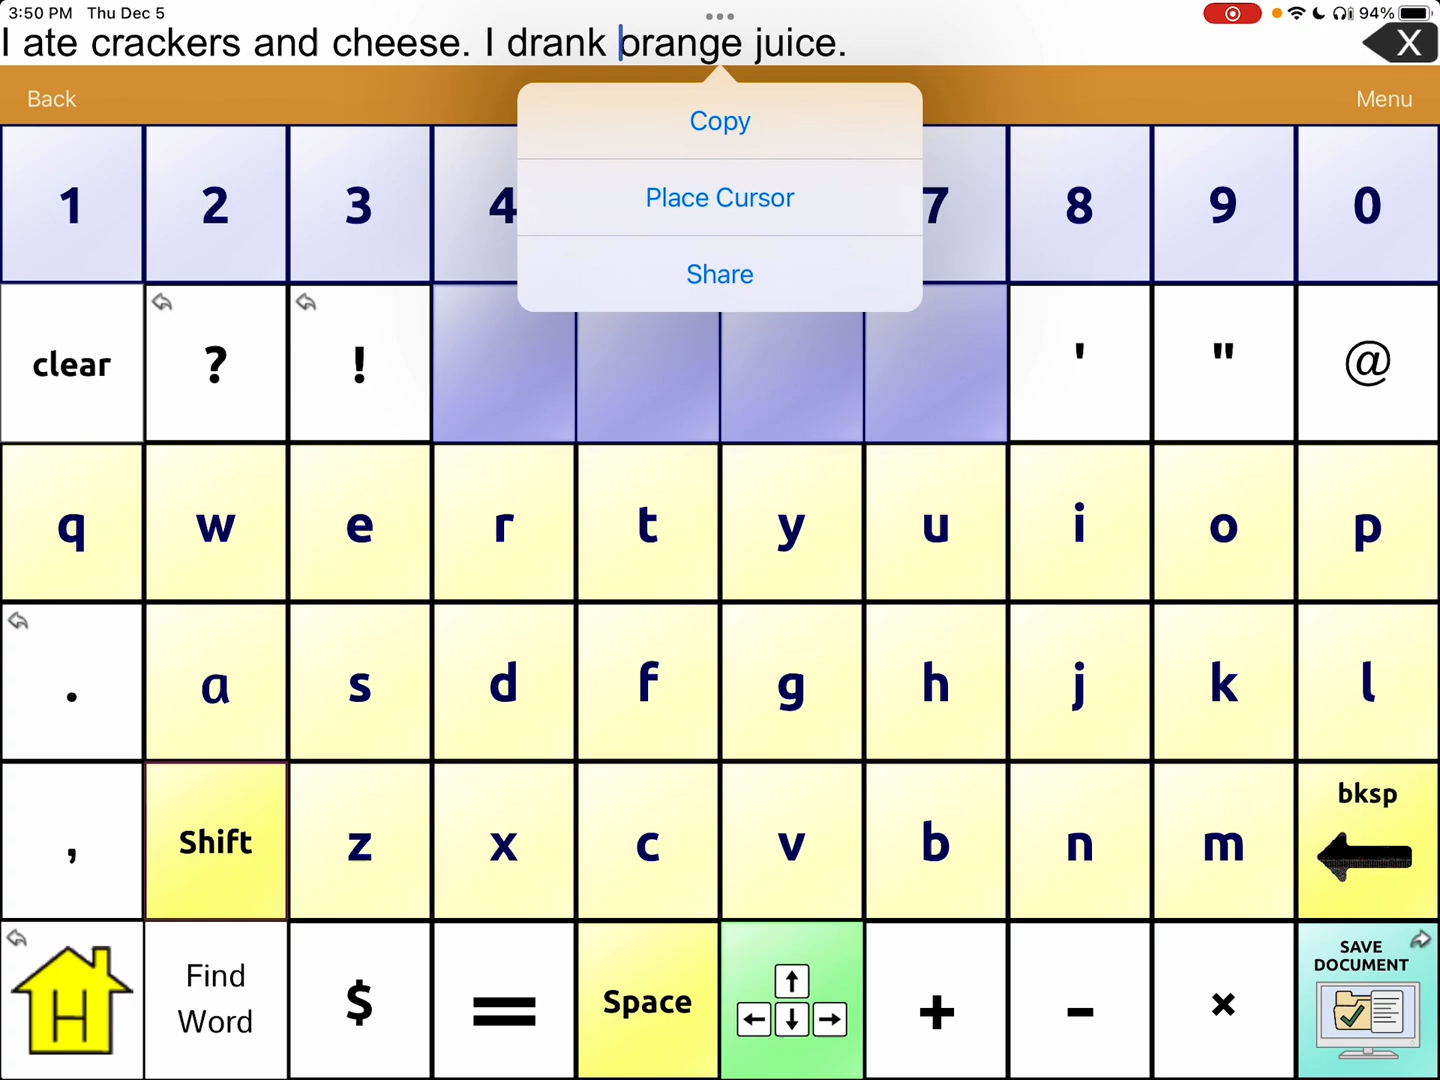 3:50 PM Thu Dec 5 94%
I ate crackers and cheese. I drank orange juice. X
Back Menu
Copy
Place Cursor
Share
1 2 3 4 7 8 9 0
clear ? ! ' " @
q w e r t y u i o p
. a s d f g h j k l
, Shift z x c v b n m bksp
H Find Word $ = Space + - × SAVE DOCUMENT